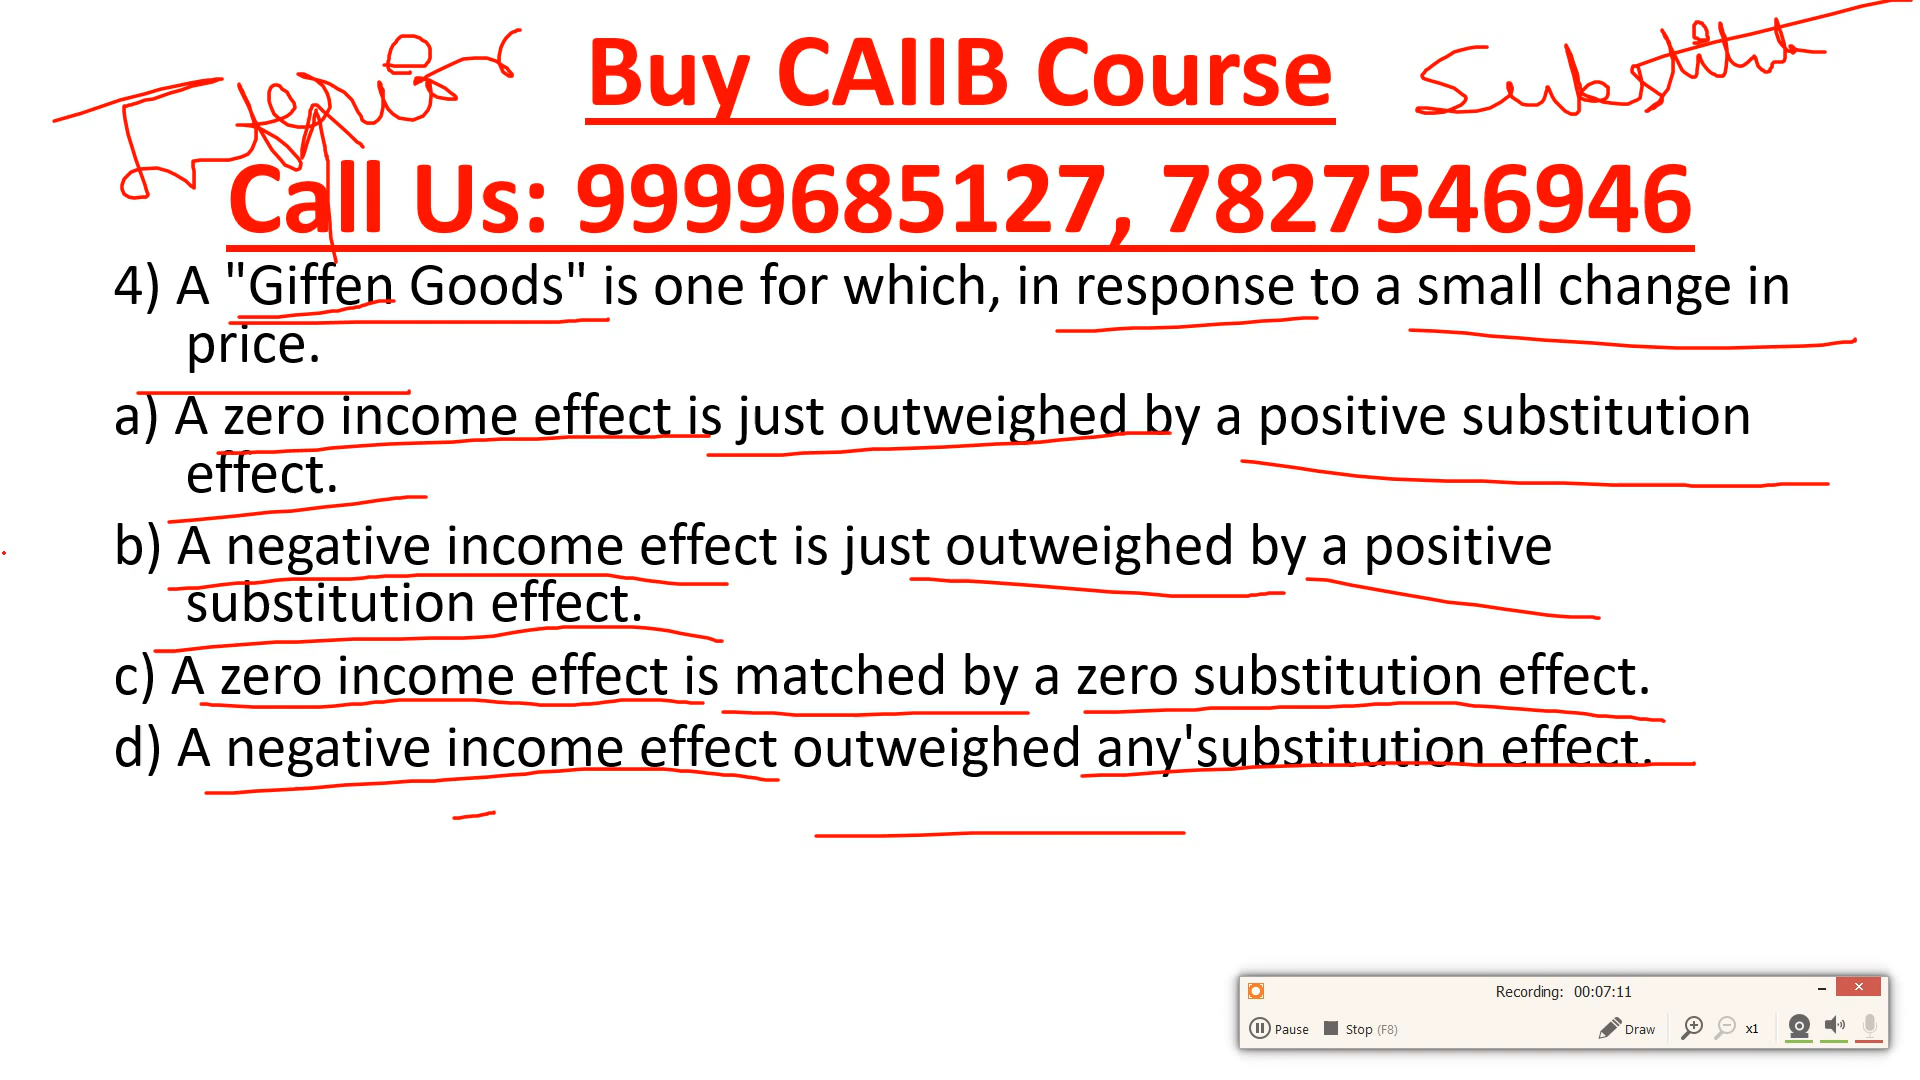 Buy CAIIB Course
Substitut
Call Us: 9999685127, 7827546946
4) A "Giffen Goods" is one for which, in response to a small change in
price.
a) A zero income effect is just outweighed by a positive substitution
effect.
b) A negative income effect is just outweighed by a positive
substitution effect.
c) A zero income effect is matched by a zero substitution effect.
d) A negative income effect outweighed any'substitution effect.
Recording: 00:07:11
Pause Stop (F8) Draw x1